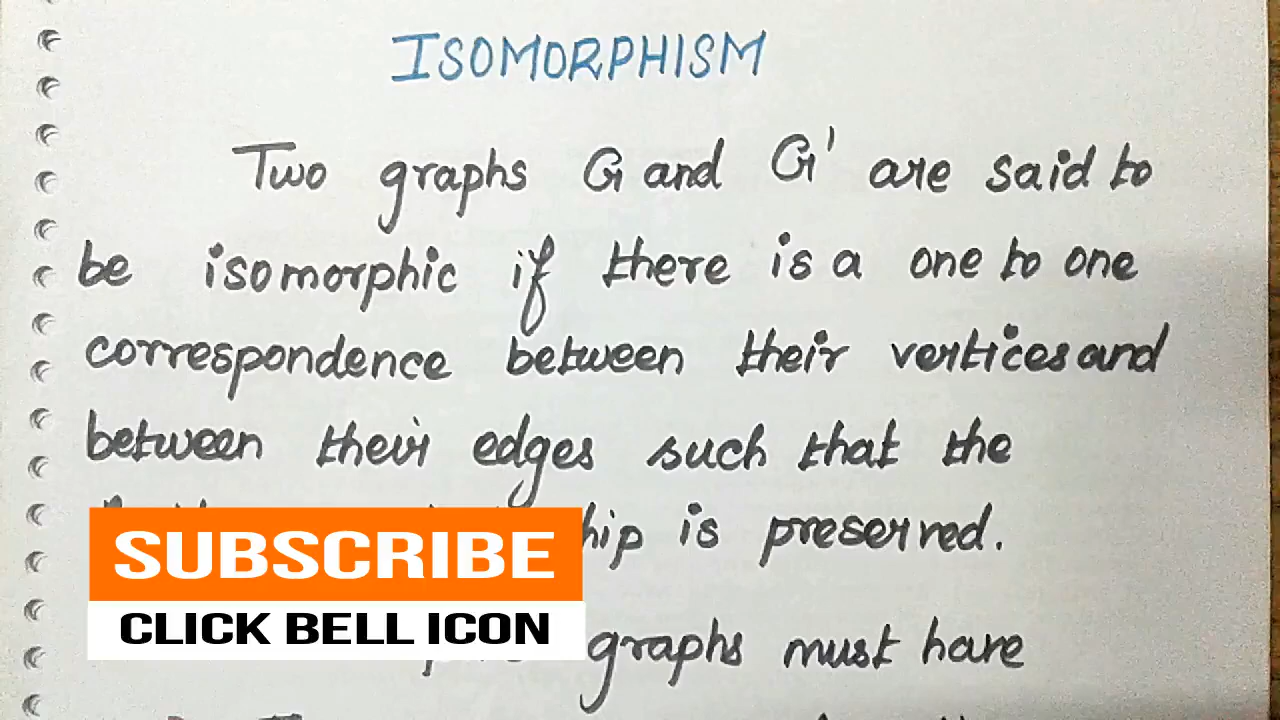 ISOMORPHISM
Two graphs G and G' are said to
be isomorphic if there is a one to one
correspondence between their vertices and
between their edges such that the
is preserved.
SUBSCRIBE
CLICK BELL ICON
graphs must have